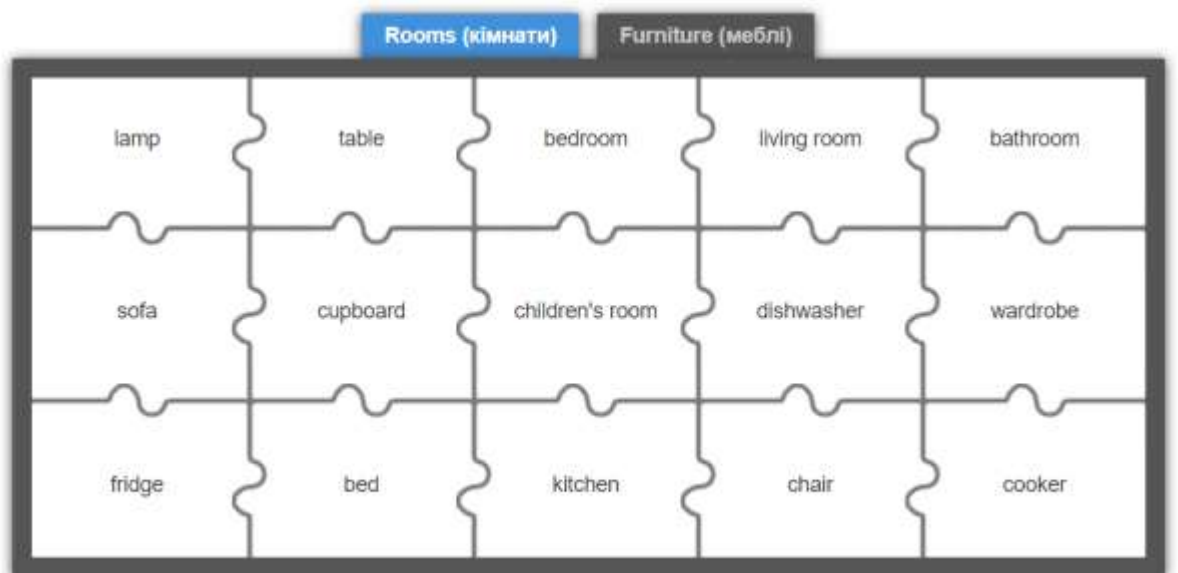 Rooms (кімнати) Furniture (меблі)
lamp table bedroom living room bathroom
sofa cupboard children's room dishwasher wardrobe
fridge bed kitchen chair cooker